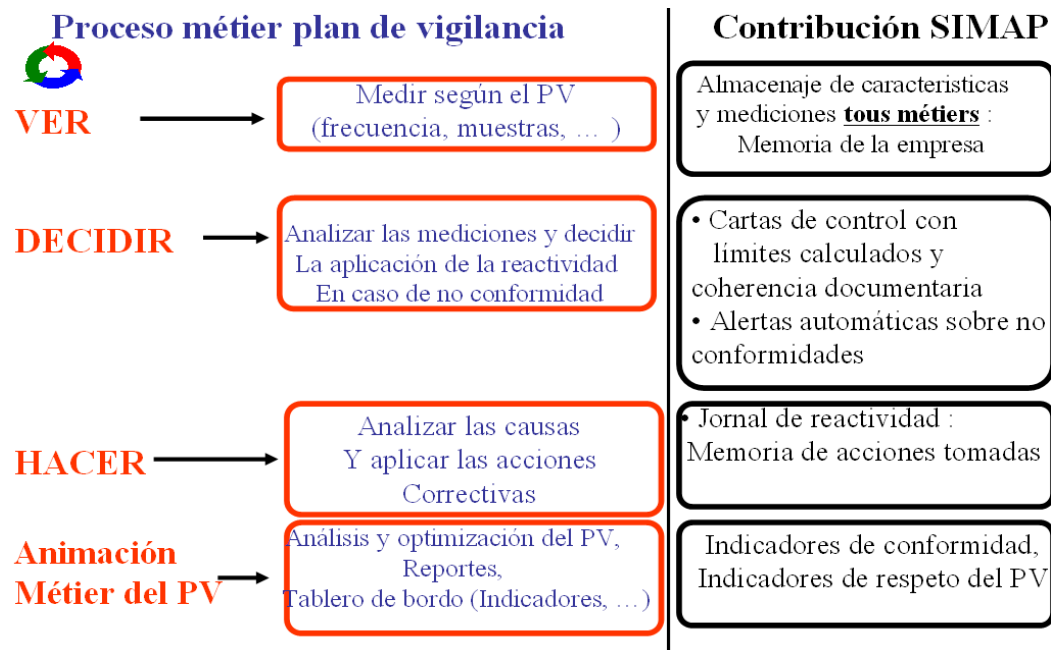 Proceso métier plan de vigilancia
Contribución SIMAP
VER
Medir según el PV
(frecuencia, muestras, … )
Almacenaje de caracteristicas
y mediciones tous métiers :
Memoria de la empresa
DECIDIR
Analizar las mediciones y decidir
La aplicación de la reactividad
En caso de no conformidad
• Cartas de control con
límites calculados y
coherencia documentaria
• Alertas automáticas sobre no
conformidades
HACER
Analizar las causas
Y aplicar las acciones
Correctivas
• Jornal de reactividad :
Memoria de acciones tomadas
Animación
Métier del PV
Análisis y optimización del PV,
Reportes,
Tablero de bordo (Indicadores, …)
Indicadores de conformidad,
Indicadores de respeto del PV